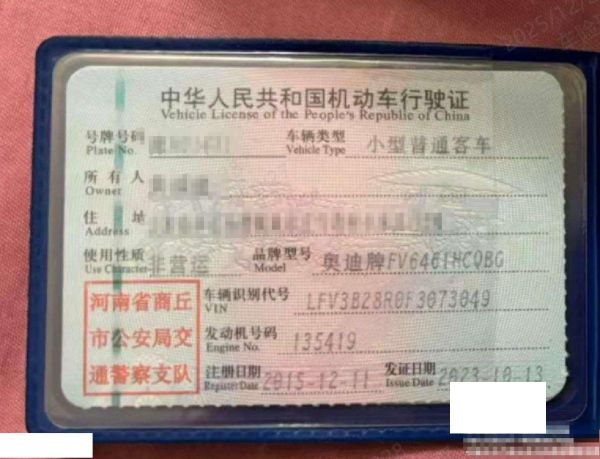 中华人民共和国机动车行驶证
Vehicle License of the People's Republic of China
号牌号码 车辆类型 小型普通客车
Plate No. Vehicle Type
所有人
Owner
住址
Address
使用性质 非营运 品牌型号 奥迪牌FV6461HCQBG
Use Character Model
河南省商丘
市公安局交
通警察支队
车辆识别代号 LFV3B28R0F3073049
VIN
发动机号码 135419
Engine No.
注册日期 2015-12-11 发证日期 2023-10-13
Register Date Issue Date